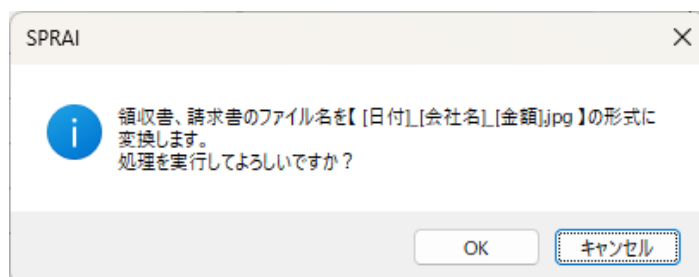 SPRAI
領収書、請求書のファイル名を【 [日付]_[会社名]_[金額].jpg 】の形式に
変換します。
処理を実行してよろしいですか？
OK
キャンセル